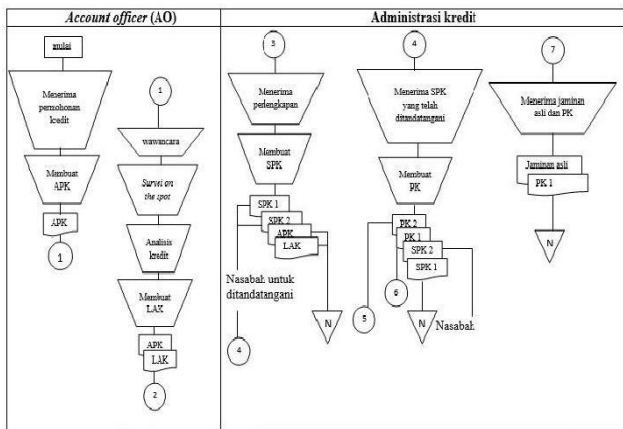 Account officer (AO)
Administrasi kredit
mulai
Menerima
permohonan
kredit
Membuat
APK
APK
1
1
wawancara
Survei on
the spot
Analisis
kredit
Membuat
LAK
APK
LAK
2
3
Menerima
perlengkapan
Membuat
SPK
SPK 1
SPK 2
APK
LAK
Nasabah untuk
ditandatangani
4
N
4
Menerima SPK
yang telah
ditandatangani
Membuat
PK
PK 2
PK 1
SPK 2
SPK 1
5
6
N
Nasabah
7
Menerima jaminan
asli dan PK
Jaminan asli
PK 1
N